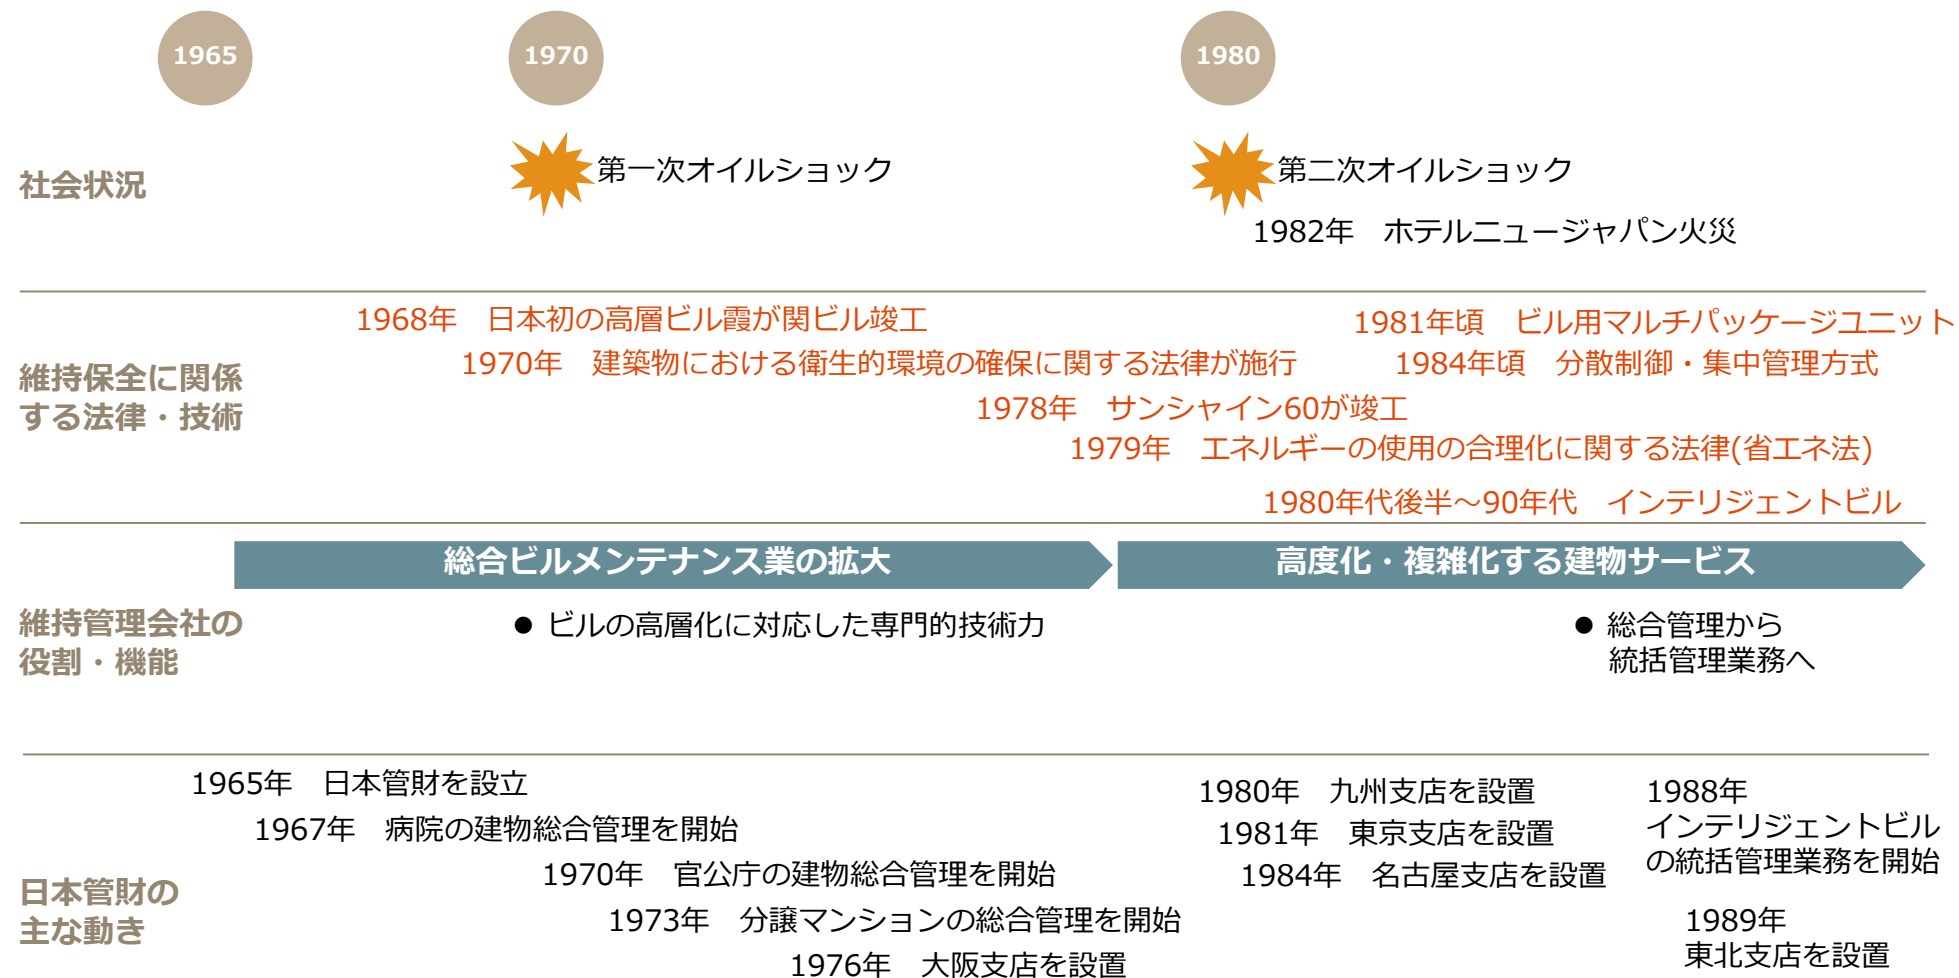 1965
1970
1980
社会状況
第一次オイルショック
第二次オイルショック
1982年　ホテルニュージャパン火災
維持保全に関係
する法律・技術
1968年　日本初の高層ビル霞が関ビル竣工
1970年　建築物における衛生的環境の確保に関する法律が施行
1978年　サンシャイン60が竣工
1979年　エネルギーの使用の合理化に関する法律(省エネ法)
1980年代後半～90年代　インテリジェントビル
1981年頃　ビル用マルチパッケージユニット
1984年頃　分散制御・集中管理方式
維持管理会社の
役割・機能
総合ビルメンテナンス業の拡大
高度化・複雑化する建物サービス
● ビルの高層化に対応した専門的技術力
● 総合管理から
統括管理業務へ
日本管財の
主な動き
1965年　日本管財を設立
1967年　病院の建物総合管理を開始
1970年　官公庁の建物総合管理を開始
1973年　分譲マンションの総合管理を開始
1976年　大阪支店を設置
1980年　九州支店を設置
1981年　東京支店を設置
1984年　名古屋支店を設置
1988年
インテリジェントビル
の統括管理業務を開始
1989年
東北支店を設置